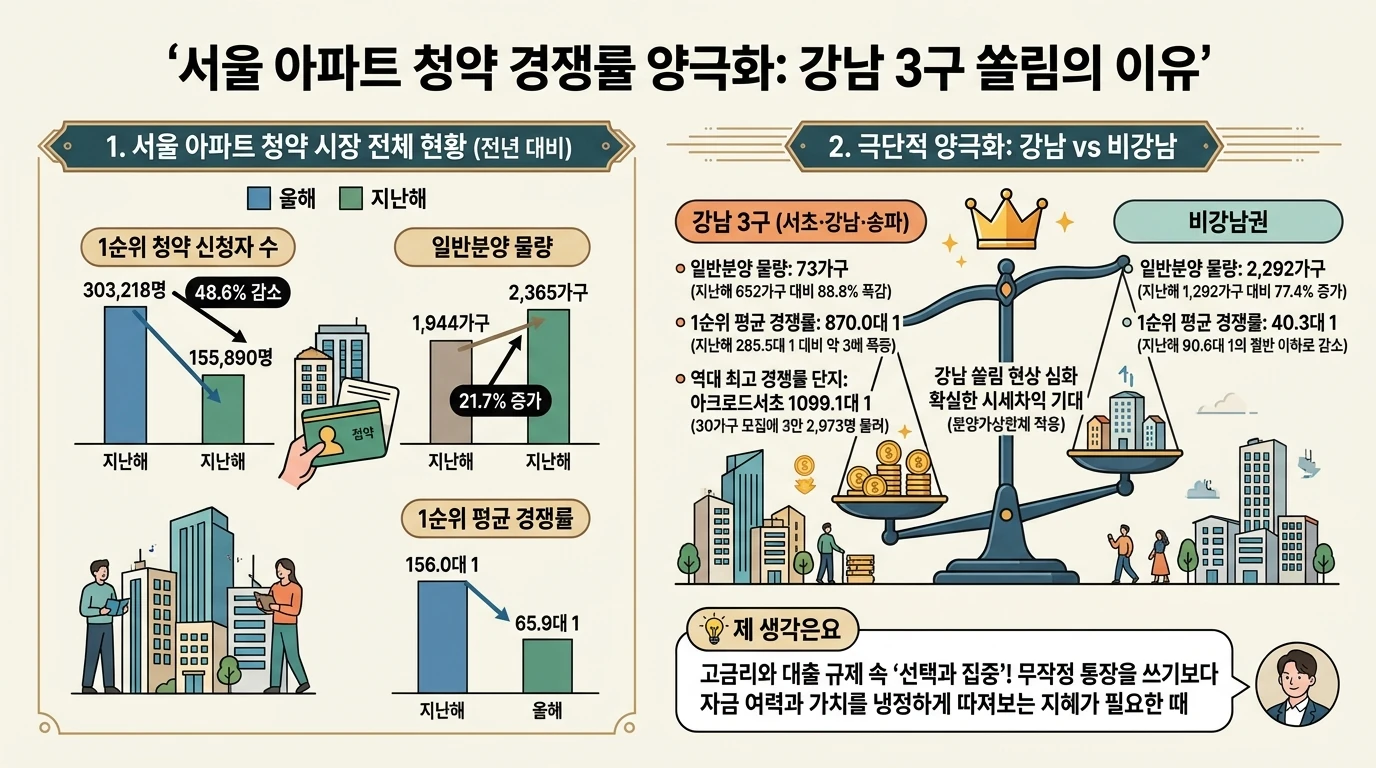 ‘서울 아파트 청약 경쟁률 양극화: 강남 3구 쏠림의 이유’
1. 서울 아파트 청약 시장 전체 현황 (전년 대비)
올해
지난해
1순위 청약 신청자 수
303,218명
48.6% 감소
155,890명
지난해
지난해
일반분양 물량
2,365가구
1,944가구
21.7% 증가
지난해
지난해
점약
1순위 평균 경쟁률
156.0대 1
65.9대 1
지난해
올해
2. 극단적 양극화: 강남 vs 비강남
강남 3구 (서초·강남·송파)
일반분양 물량: 73가구
(지난해 652가구 대비 88.8% 폭감)
1순위 평균 경쟁률: 870.0대 1
(지난해 285.5대 1 대비 약 3배 폭등)
역대 최고 경쟁률 단지:
아크로드서초 1099.1대 1
(30가구 모집에 3만 2,973명 몰려)
강남 쏠림 현상 심화
확실한 시세차익 기대
비강남권
일반분양 물량: 2,292가구
(지난해 1,292가구 대비 77.4% 증가)
1순위 평균 경쟁률: 40.3대 1
(지난해 90.6대 1의 절반 이하로 감소)
제 생각은요
고금리와 대출 규제 속 ‘선택과 집중’! 무작정 통장을 쓰기보다
자금 여력과 가치를 냉정하게 따져보는 지혜가 필요한 때